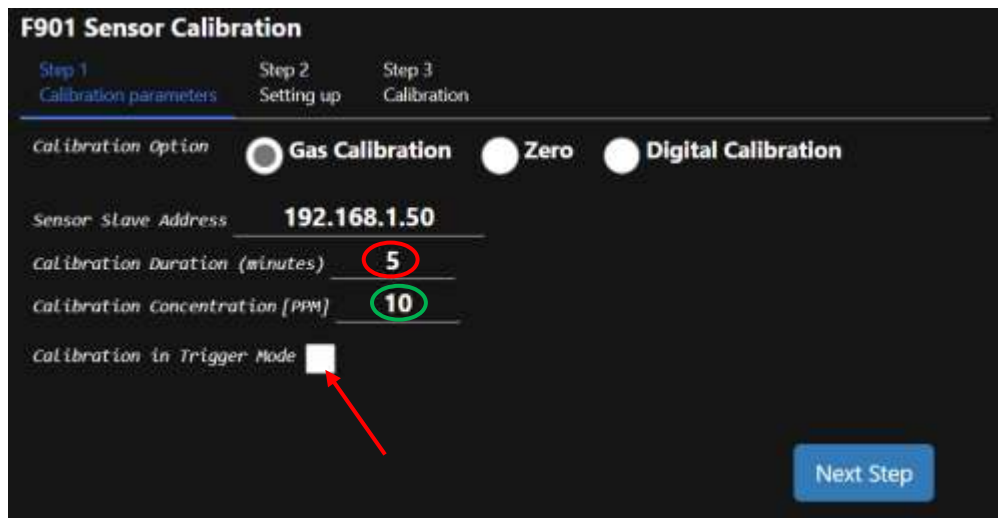 F901 Sensor Calibration
Step 1
Calibration parameters
Step 2
Setting up
Step 3
Calibration
Calibration Option
Gas Calibration
Zero
Digital Calibration
Sensor Slave Address 192.168.1.50
Calibration Duration (minutes) 5
Calibration Concentration [PPM] 10
Calibration in Trigger Mode
Next Step